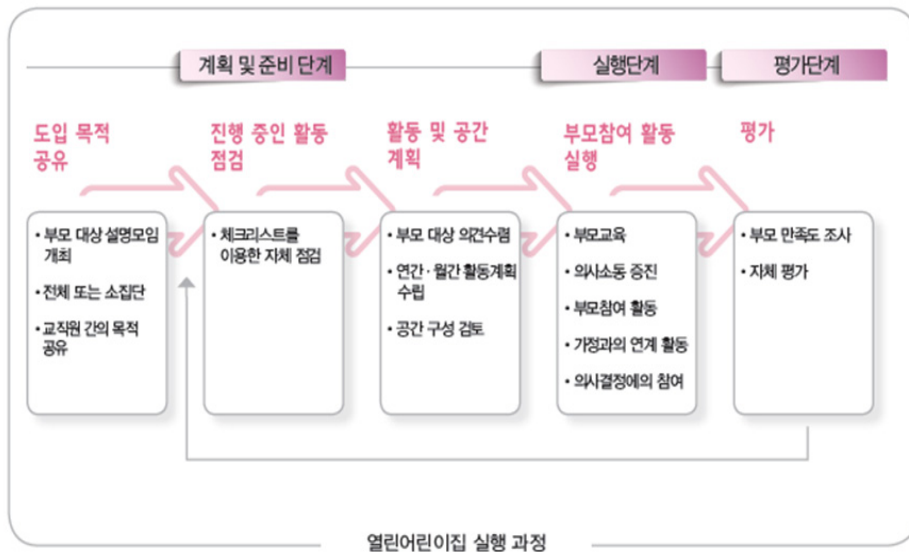 계획 및 준비 단계
실행단계
평가단계
도입 목적
공유
진행 중인 활동
점검
활동 및 공간
계획
부모참여 활동
실행
평가
• 부모 대상 설명모임
개최
• 전체 또는 소집단
• 교직원 간의 목적
공유
• 체크리스트를
이용한 자체 점검
• 부모 대상 의견수렴
• 연간·월간 활동계획
수립
• 공간 구성 검토
• 부모교육
• 의사소통 증진
• 부모참여 활동
• 가정과의 연계 활동
• 의사결정에의 참여
• 부모 만족도 조사
• 자체 평가
열린어린이집 실행 과정